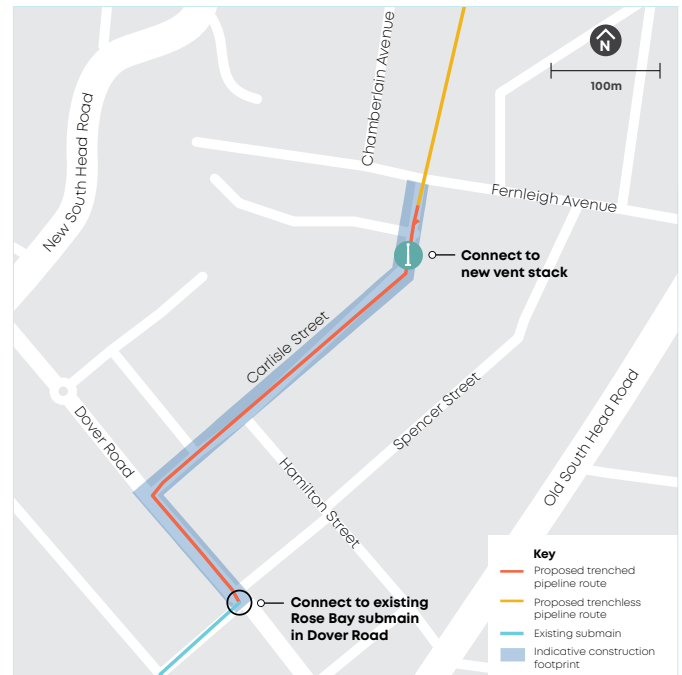 Chamberlain Avenue
N
100m
New South Head Road
Fernleigh Avenue
Connect to
new vent stack
Carlisle Street
Spencer Street
Old South Head Road
Dover Road
Hamilton Street
Connect to existing
Rose Bay submain
in Dover Road
Key
Proposed trenched
pipeline route
Proposed trenchless
pipeline route
Existing submain
Indicative construction
footprint